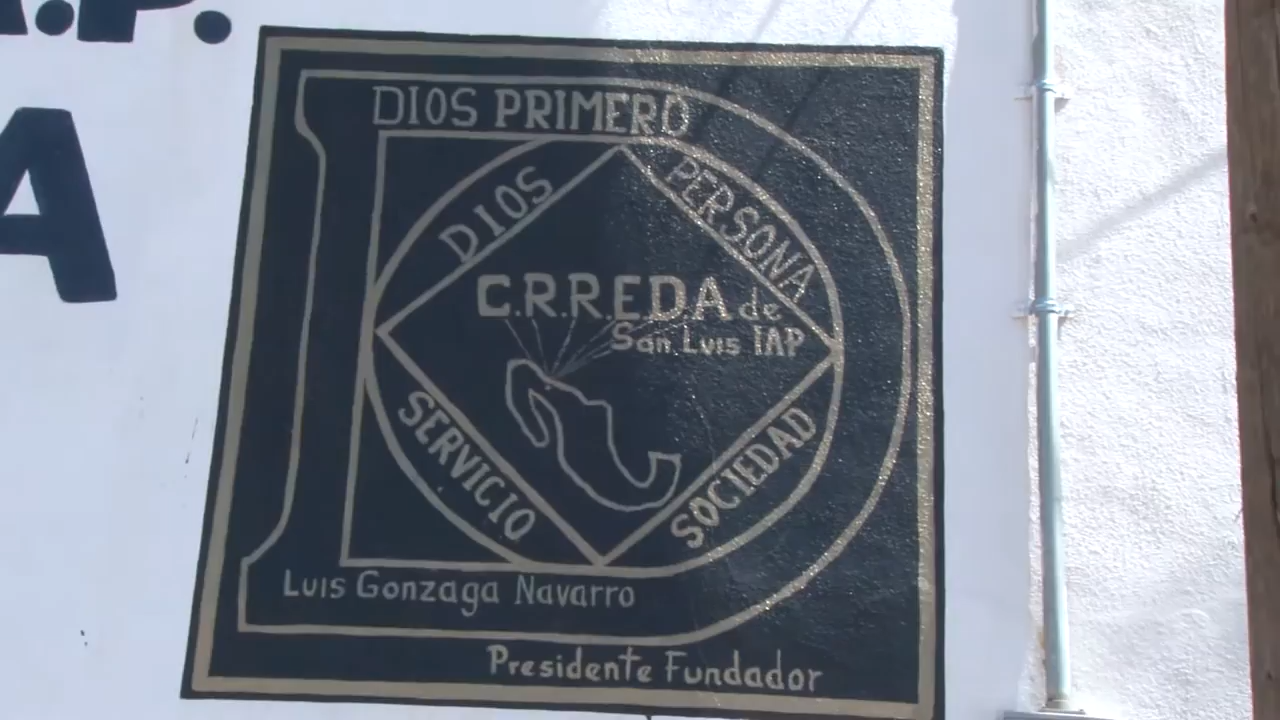 .P.
A
DIOS PRIMERO
DIOS
PERSONA
C.R.R.E.D.A de
San Luis IAP
SERVICIO
SOCIEDAD
Luis Gonzaga Navarro
Presidente Fundador